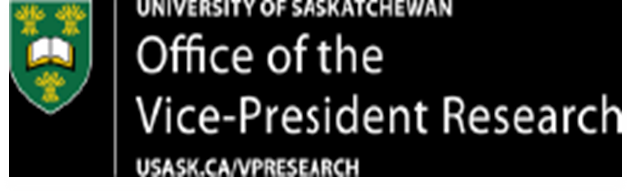 UNIVERSITY OF SASKATCHEWAN
Office of the
Vice-President Research
USASK.CA/VPRESEARCH